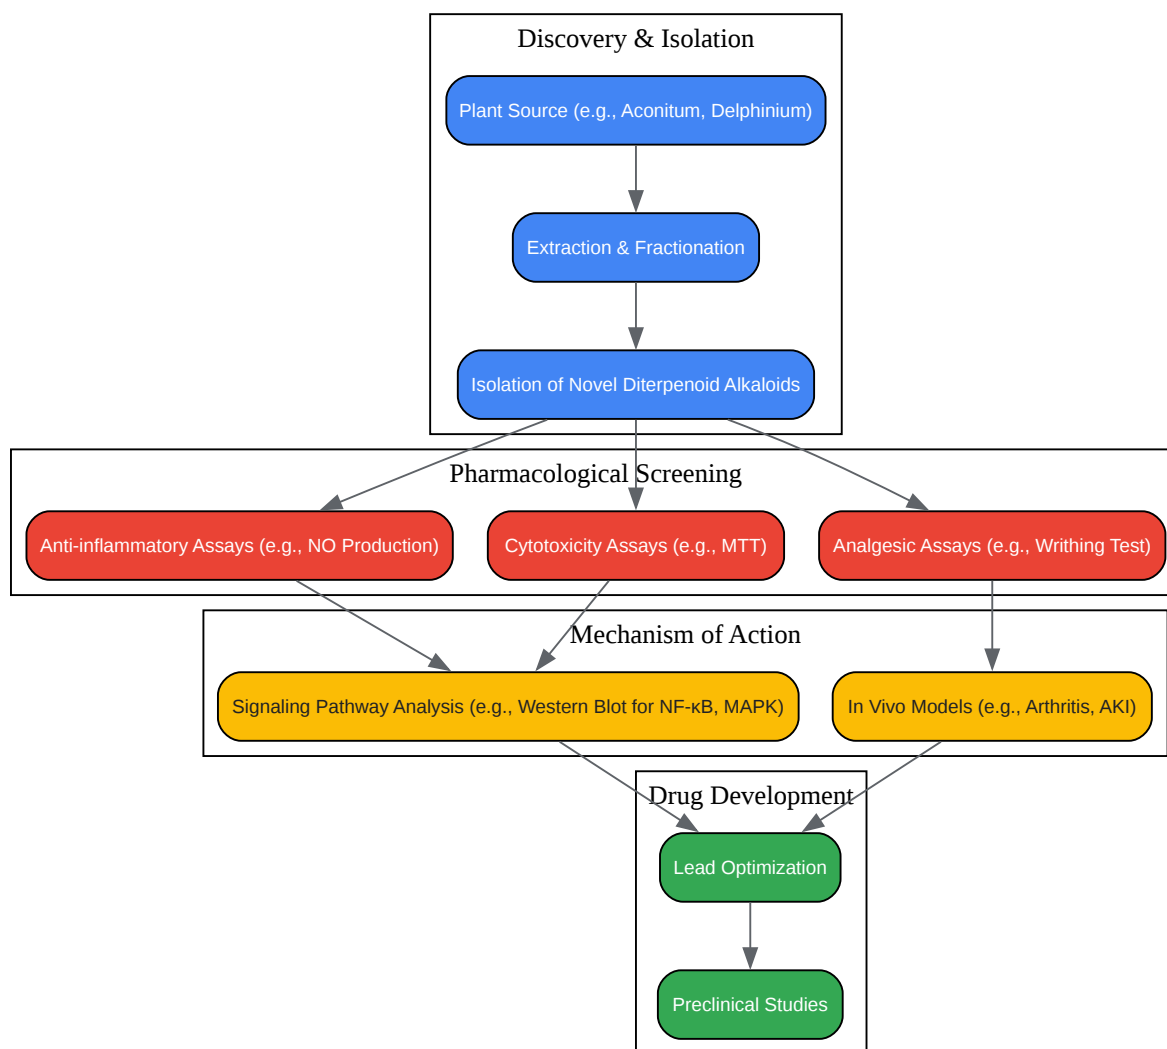 Discovery & Isolation
Plant Source (e.g., Aconitum, Delphinium)
Extraction & Fractionation
Isolation of Novel Diterpenoid Alkaloids
Pharmacological Screening
Anti-inflammatory Assays (e.g., NO Production)
Cytotoxicity Assays (e.g., MTT)
Analgesic Assays (e.g., Writhing Test)
Mechanism of Action
Signaling Pathway Analysis (e.g., Western Blot for NF-κB, MAPK)
In Vivo Models (e.g., Arthritis, AKI)
Drug Development
Lead Optimization
Preclinical Studies